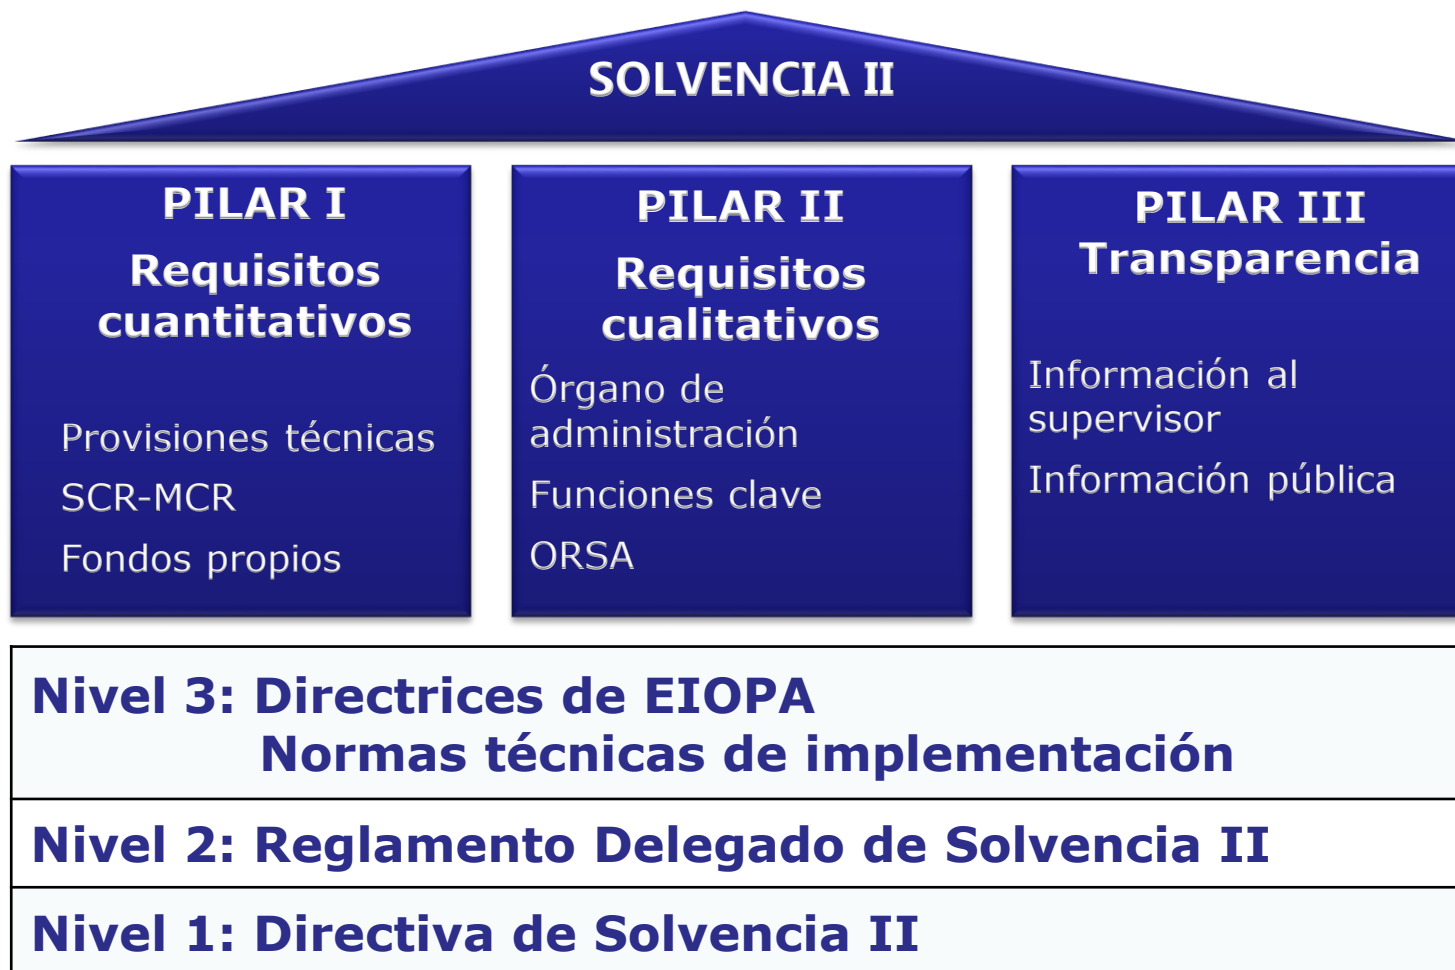 SOLVENCIA II
PILAR I
Requisitos
cuantitativos
Provisiones técnicas
SCR-MCR
Fondos propios
PILAR II
Requisitos
cualitativos
Órgano de
administración
Funciones clave
ORSA
PILAR III
Transparencia
Información al
supervisor
Información pública
Nivel 3: Directrices de EIOPA
Normas técnicas de implementación
Nivel 2: Reglamento Delegado de Solvencia II
Nivel 1: Directiva de Solvencia II